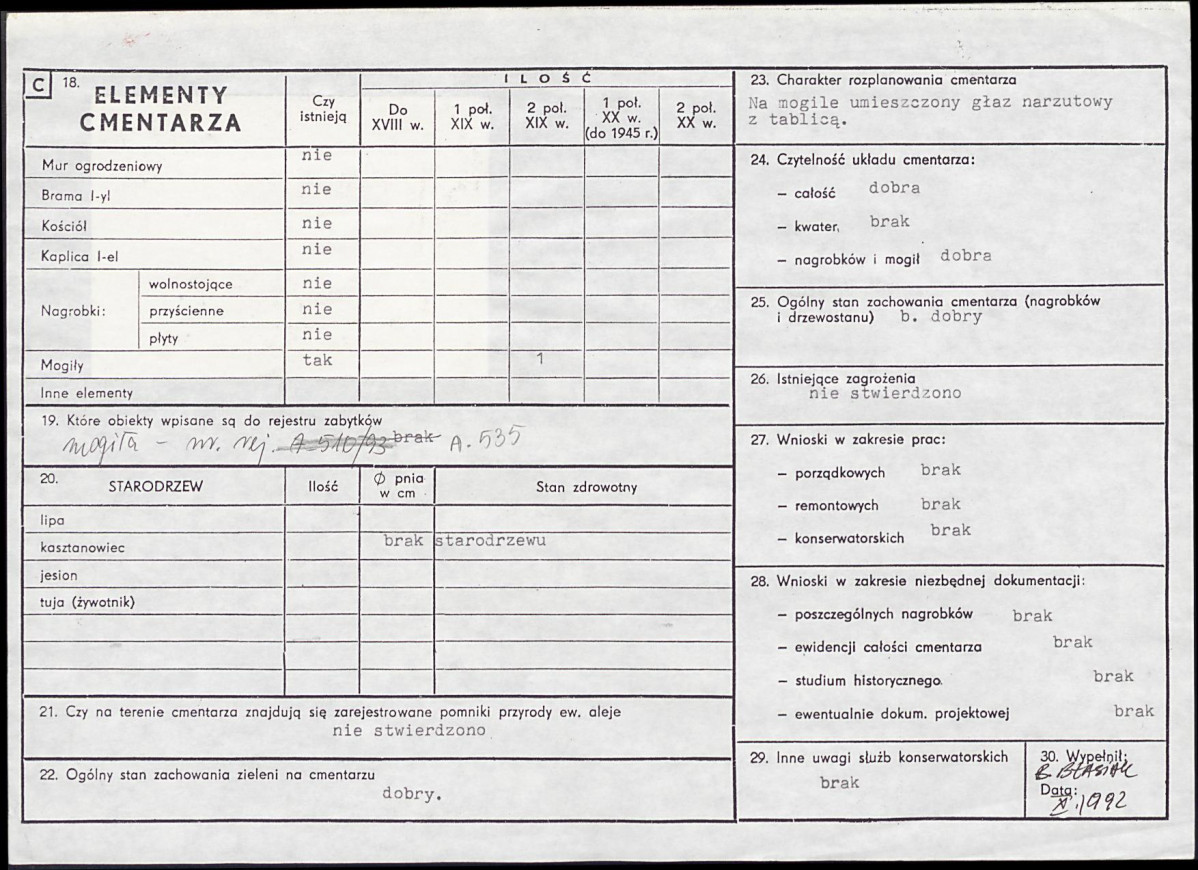 C 18. ELEMENTY CMENTARZA
Czy istnieją
I L O Ś Ć
Do XVIII w.
1 poł. XIX w.
2 poł. XIX w.
1 poł. XX w. (do 1945 r.)
2 poł. XX w.
Mur ogrodzeniowy nie
Brama l-yl nie
Kościół nie
Kaplica l-el nie
Nagrobki:
wolnostojące nie
przyścienne nie
płyty nie
Mogiły tak 1
Inne elementy
19. Które obiekty wpisane są do rejestru zabytków
mogiła - nr. rej. A 510/93 brak A. 535
20. STARODRZEW Ilość Ø pnia w cm Stan zdrowotny
lipa
kasztanowiec brak starodrzewu
jesion
tuja (żywotnik)
21. Czy na terenie cmentarza znajdują się zarejestrowane pomniki przyrody ew. aleje
nie stwierdzono
22. Ogólny stan zachowania zieleni na cmentarzu
dobry.
23. Charakter rozplanowania cmentarza
Na mogile umieszczony głaz narzutowy
z tablicą.
24. Czytelność układu cmentarza:
– całość dobra
– kwater, brak
– nagrobków i mogił dobra
25. Ogólny stan zachowania cmentarza (nagrobków
i drzewostanu) b. dobry
26. Istniejące zagrożenia
nie stwierdzono
27. Wnioski w zakresie prac:
– porządkowych brak
– remontowych brak
– konserwatorskich brak
28. Wnioski w zakresie niezbędnej dokumentacji:
– poszczególnych nagrobków brak
– ewidencji całości cmentarza brak
– studium historycznego brak
– ewentualnie dokum. projektowej brak
29. Inne uwagi służb konserwatorskich
brak
30. Wypełnił:
B. BŁASIAK
Data:
XI.1992